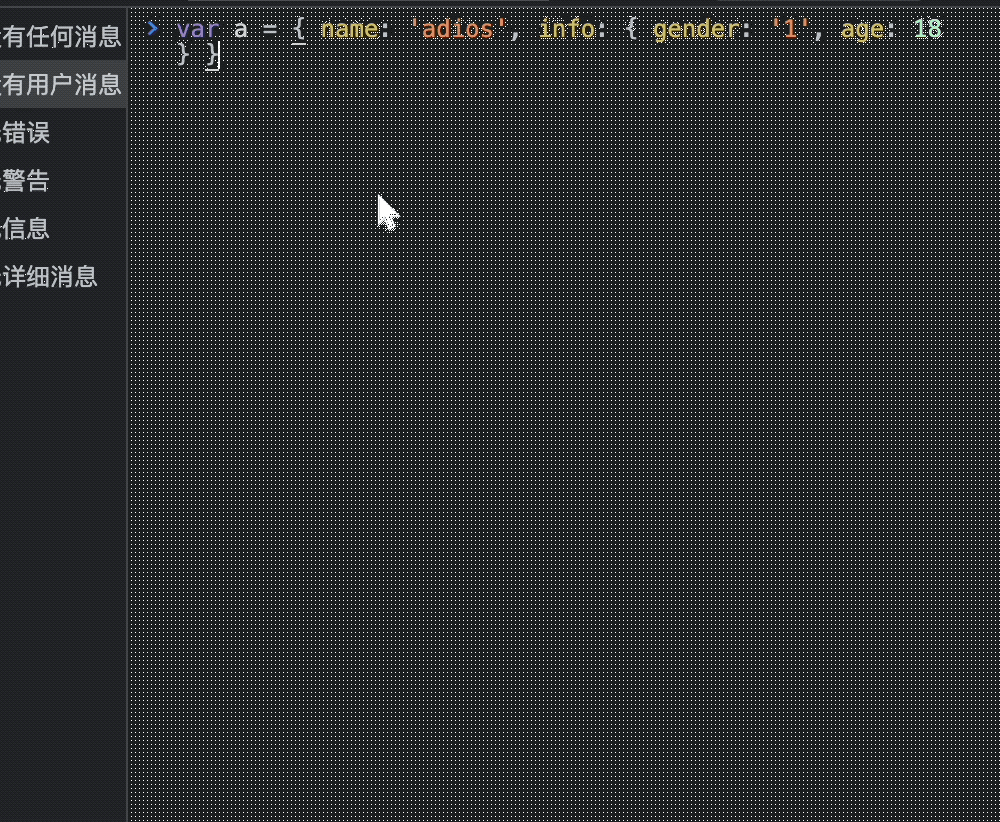 有任何消息
有用户消息
错误
警告
信息
详细消息
> var a = { name: 'adios', info: { gender: '1', age: 18
} }